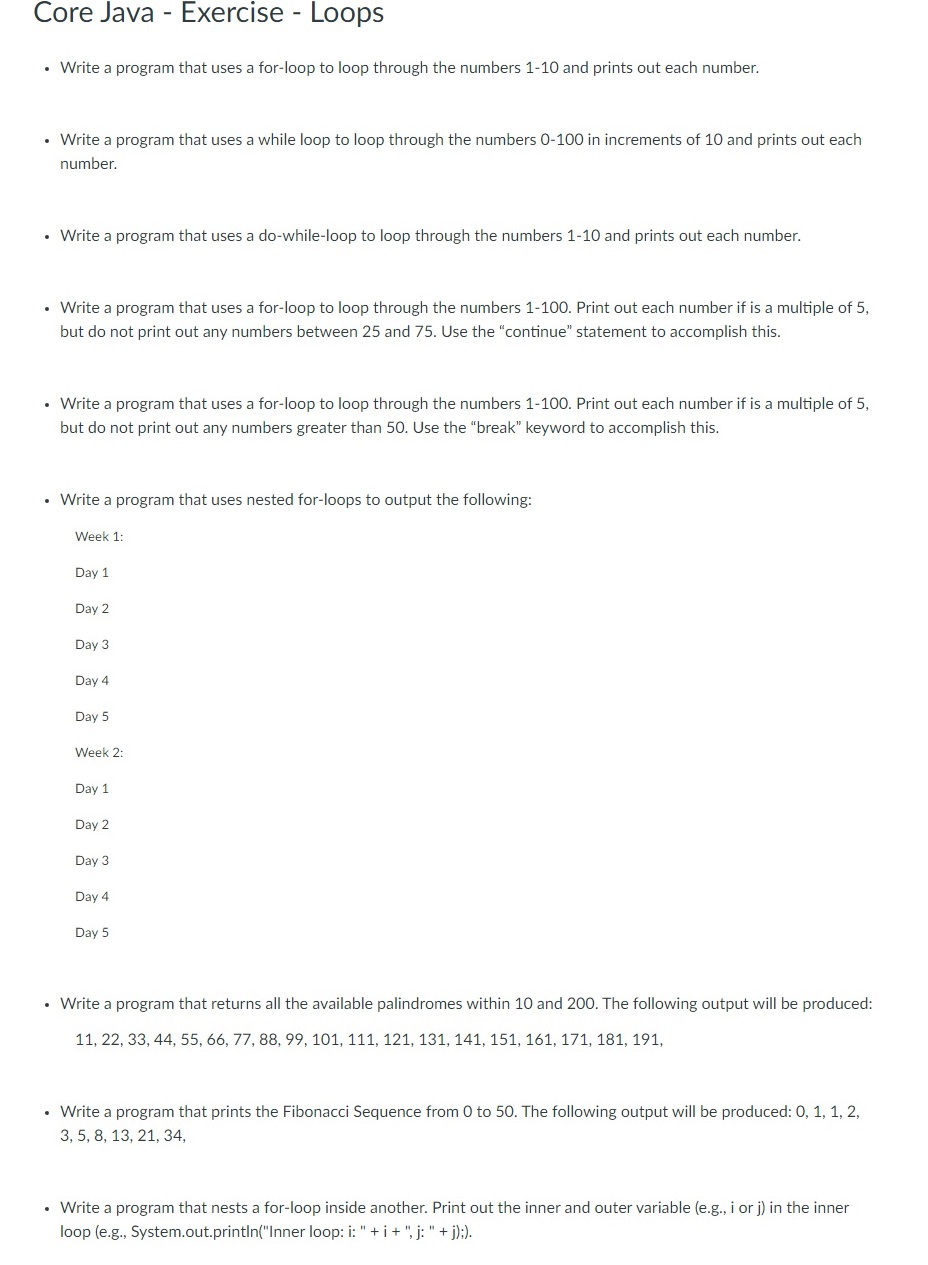 Core Java - Exercise - Loops
• Write a program that uses a for-loop to loop through the numbers 1-10 and prints out each number.
• Write a program that uses a while loop to loop through the numbers 0-100 in increments of 10 and prints out each
number.
• Write a program that uses a do-while-loop to loop through the numbers 1-10 and prints out each number.
• Write a program that uses a for-loop to loop through the numbers 1-100. Print out each number if is a multiple of 5,
but do not print out any numbers between 25 and 75. Use the “continue” statement to accomplish this.
• Write a program that uses a for-loop to loop through the numbers 1-100. Print out each number if is a multiple of 5,
but do not print out any numbers greater than 50. Use the “break” keyword to accomplish this.
• Write a program that uses nested for-loops to output the following:
Week 1:
Day 1
Day 2
Day 3
Day 4
Day 5
Week 2:
Day 1
Day 2
Day 3
Day 4
Day 5
• Write a program that returns all the available palindromes within 10 and 200. The following output will be produced:
11, 22, 33, 44, 55, 66, 77, 88, 99, 101, 111, 121, 131, 141, 151, 161, 171, 181, 191,
• Write a program that prints the Fibonacci Sequence from 0 to 50. The following output will be produced: 0, 1, 1, 2,
3, 5, 8, 13, 21, 34,
• Write a program that nests a for-loop inside another. Print out the inner and outer variable (e.g., i or j) in the inner
loop (e.g., System.out.println("Inner loop: i: " + i + ", j: " + j);).